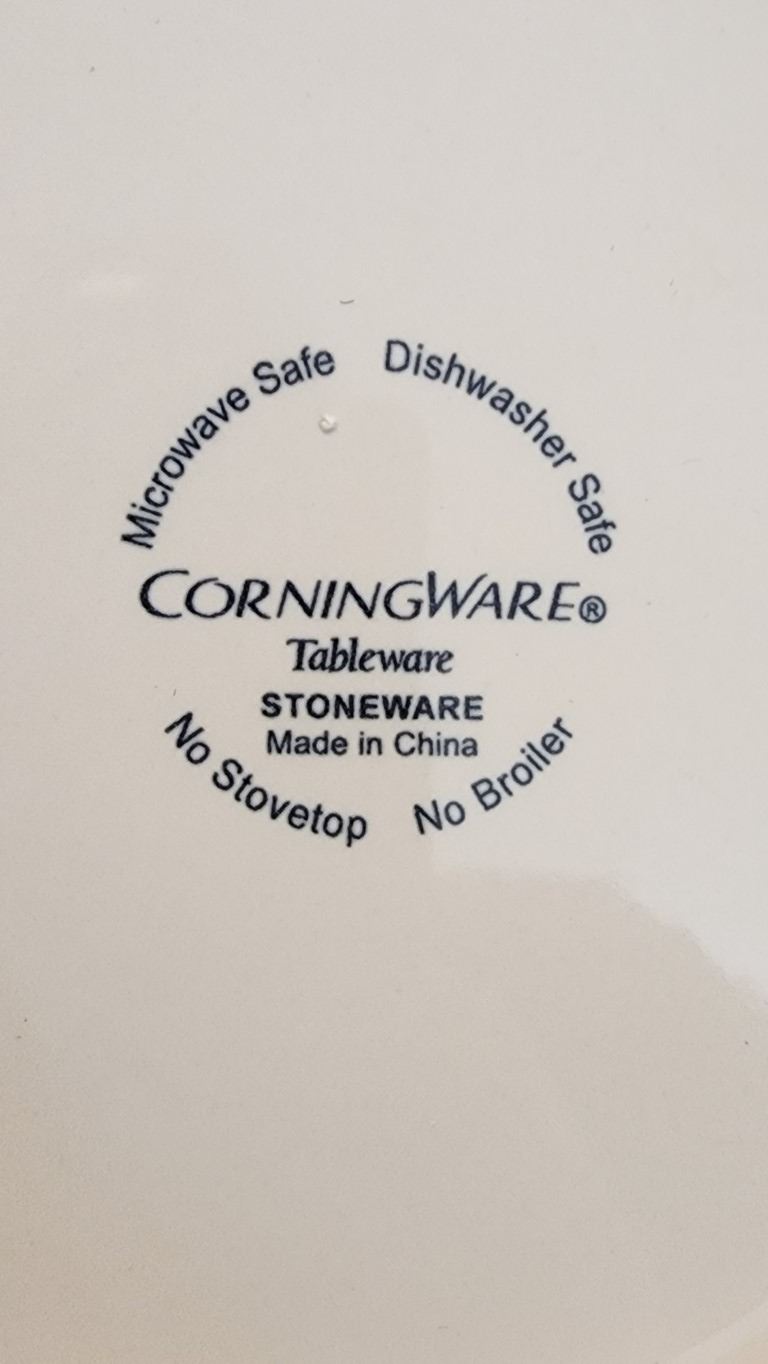 Microwave Safe Dishwasher Safe
CORNINGWARE®
Tableware
STONEWARE
Made in China
No Stovetop No Broiler